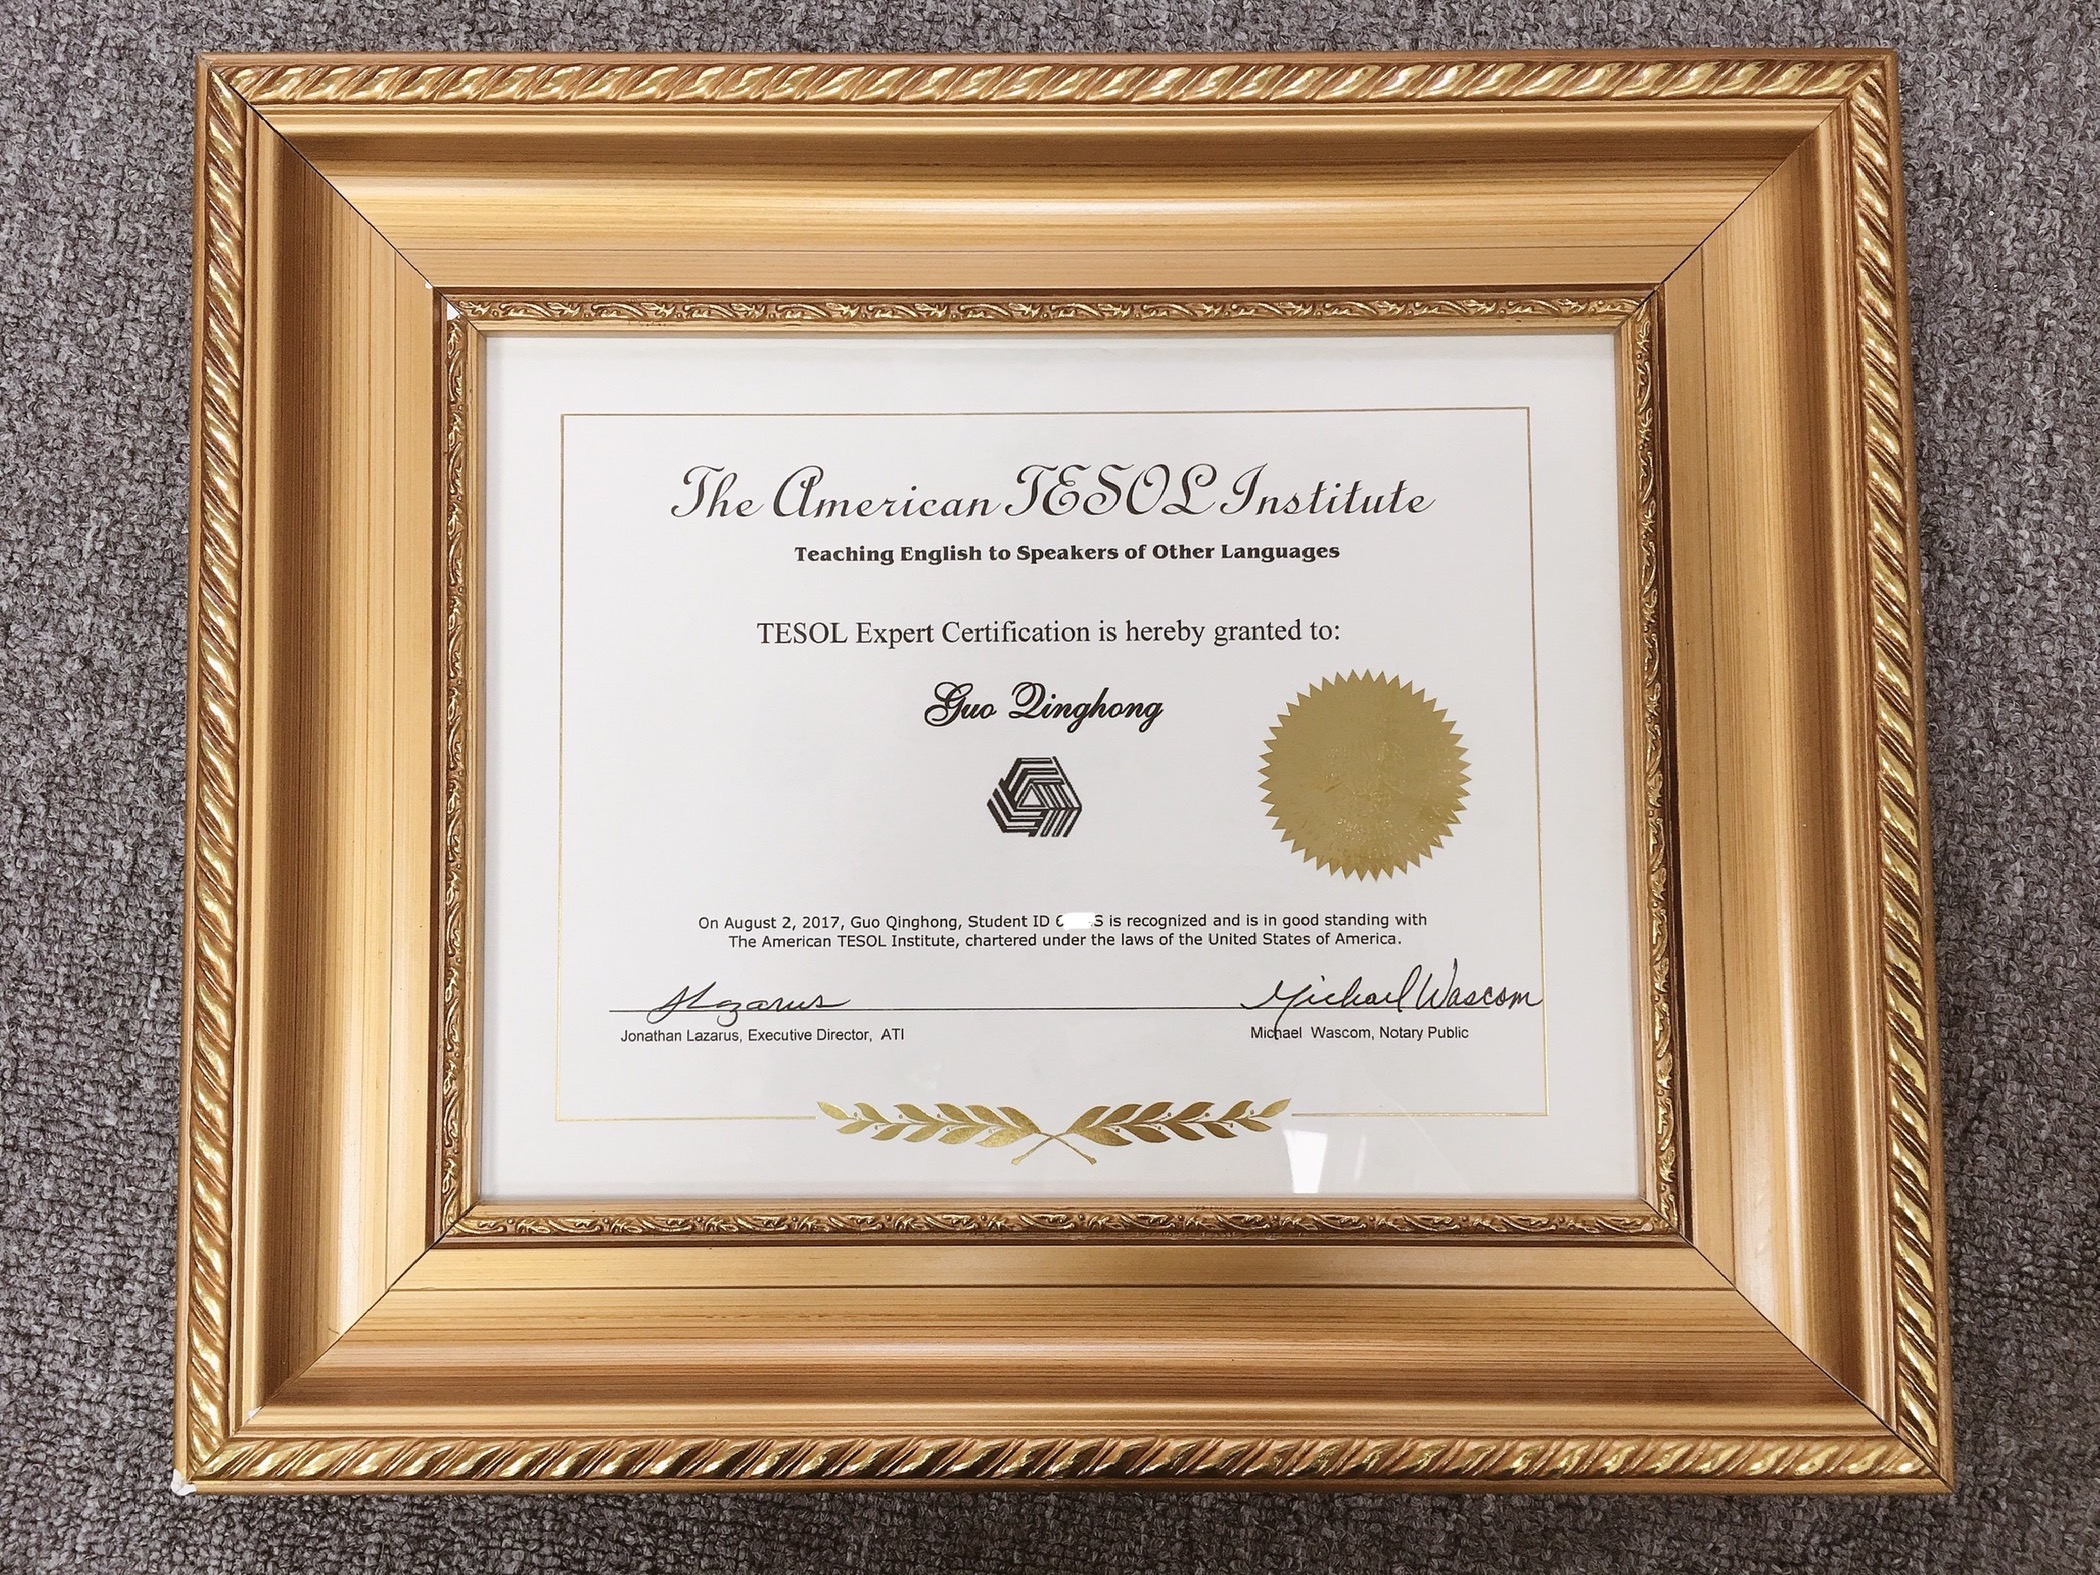 The American TESOL Institute
Teaching English to Speakers of Other Languages
TESOL Expert Certification is hereby granted to:
Guo Qinghong
On August 2, 2017, Guo Qinghong, Student ID is recognized and is in good standing with
The American TESOL Institute, chartered under the laws of the United States of America.
JLazarus Michael Wascom
Jonathan Lazarus, Executive Director, ATI Michael Wascom, Notary Public